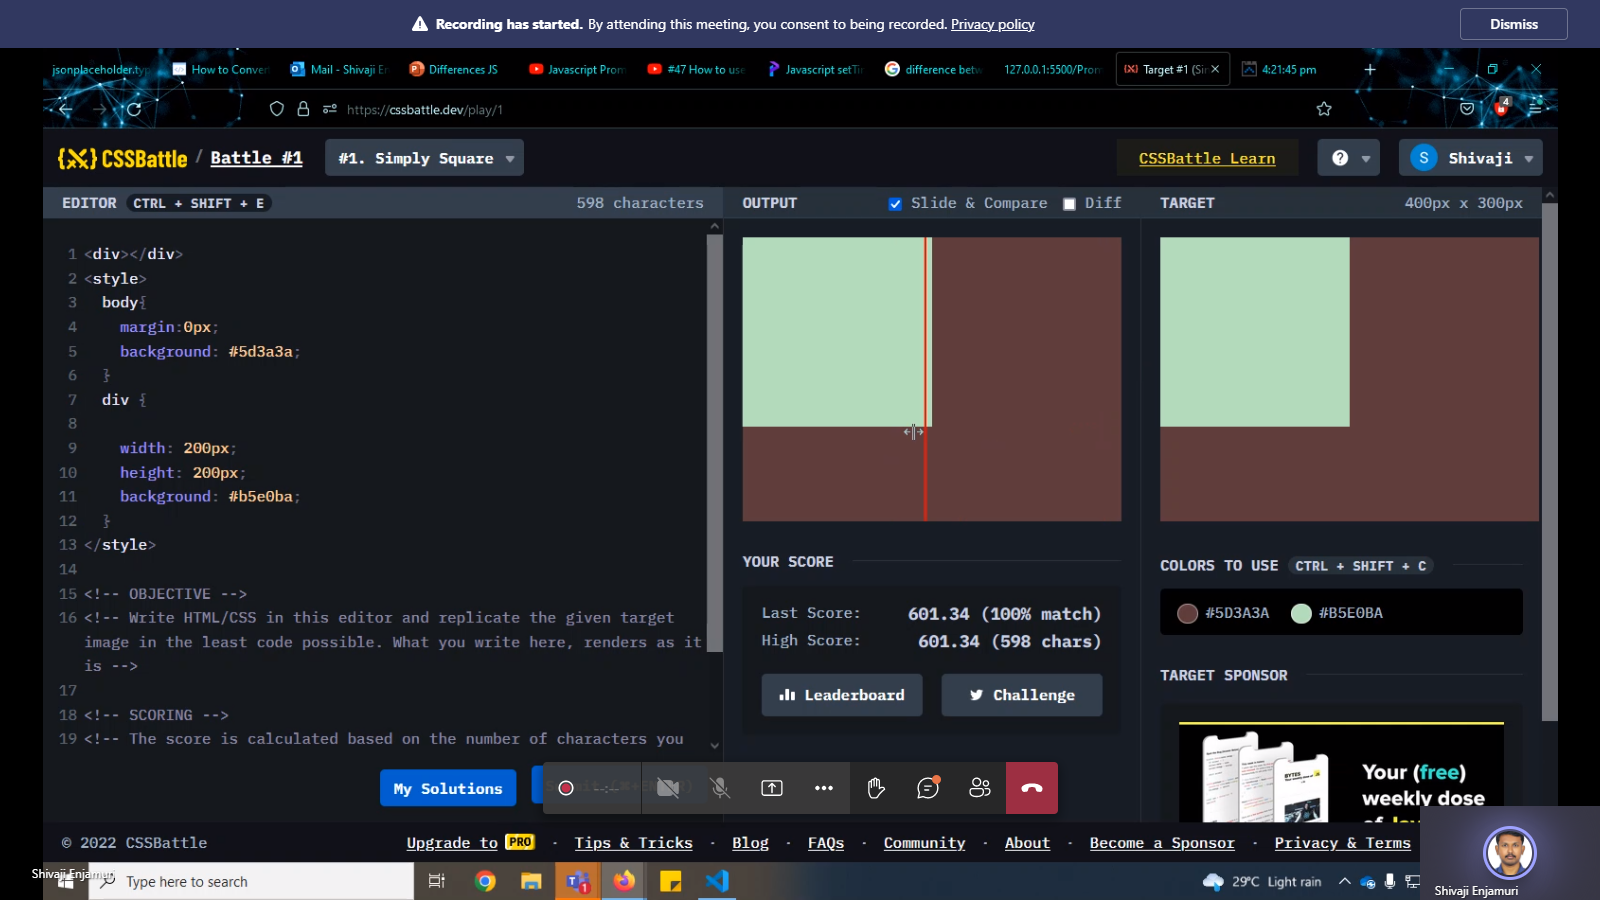 Recording has started. By attending this meeting, you consent to being recorded. Privacy policy
Dismiss
jsonplaceholder.typ
How to Conver
Mail - Shivaji En
Differences JS
Javascript Prom
#47 How to use
Javascript setTi
difference betw
127.0.0.1:5500/Prom
Target #1 (Sir
4:21:45 pm
https://cssbattle.dev/play/1
4
CSSBattle / Battle #1
#1. Simply Square
CSSBattle Learn
?
S Shivaji
EDITOR CTRL + SHIFT + E
598 characters
OUTPUT
Slide & Compare
Diff
TARGET
400px x 300px
1 <div></div>
2 <style>
3 body{
4 margin:0px;
5 background: #5d3a3a;
6 }
7 div {
8
9 width: 200px;
10 height: 200px;
11 background: #b5e0ba;
12 }
13 </style>
14
15 <!-- OBJECTIVE -->
16 <!-- Write HTML/CSS in this editor and replicate the given target
image in the least code possible. What you write here, renders as it
is -->
17
18 <!-- SCORING -->
19 <!-- The score is calculated based on the number of characters you
My Solutions
YOUR SCORE
Last Score: 601.34 (100% match)
High Score: 601.34 (598 chars)
Leaderboard
Challenge
COLORS TO USE CTRL + SHIFT + C
#5D3A3A
#B5E0BA
TARGET SPONSOR
BYTES
Your (free)
weekly dose
© 2022 CSSBattle
Upgrade to PRO · Tips & Tricks · Blog · FAQs · Community · About · Become a Sponsor · Privacy & Terms
Shivaji Enjamuri
Type here to search
1
29°C Light rain
Shivaji Enjamuri